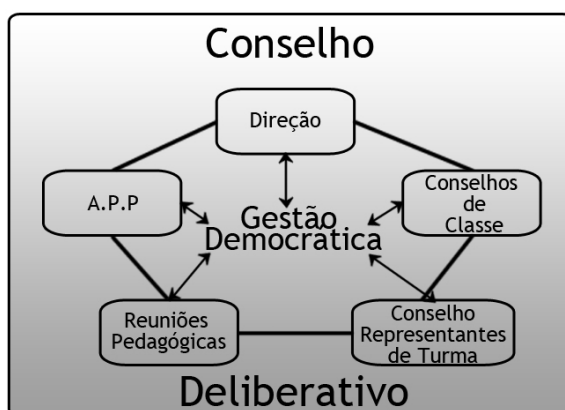 Conselho
Direção
A.P.P
Conselhos
de
Classe
Gestão
Democrática
Reuniões
Pedagógicas
Conselho
Representantes
de Turma
Deliberativo